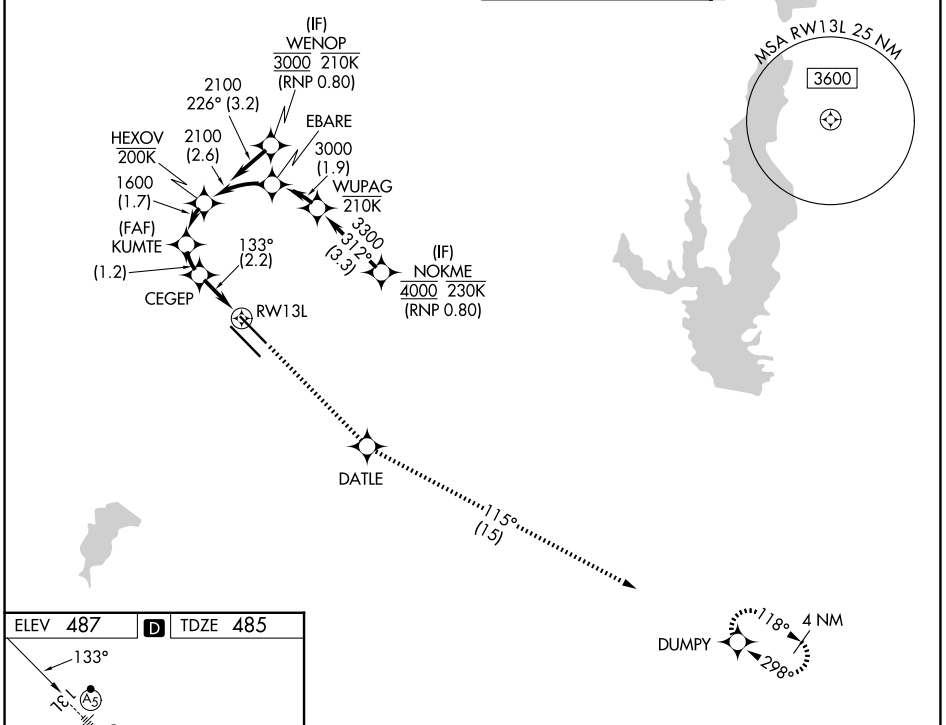 (IF)
WENOP
3000 210K
(RNP 0.80)
2100
226° (3.2)
EBARE
HEXOV
200K
2100
(2.6)
3000
(1.9)
WUPAG
210K
1600
(1.7)
(FAF)
KUMTE
3300
312°
(3.3)
(IF)
NOKME
4000 230K
(RNP 0.80)
133°
(2.2)
(1.2)
CEGEP
RW13L
MSA RW13L 25 NM
3600
DATLE
115°
(15)
DUMPY
118°
4 NM
298°
ELEV 487
D
TDZE 485
133°
13L
A5